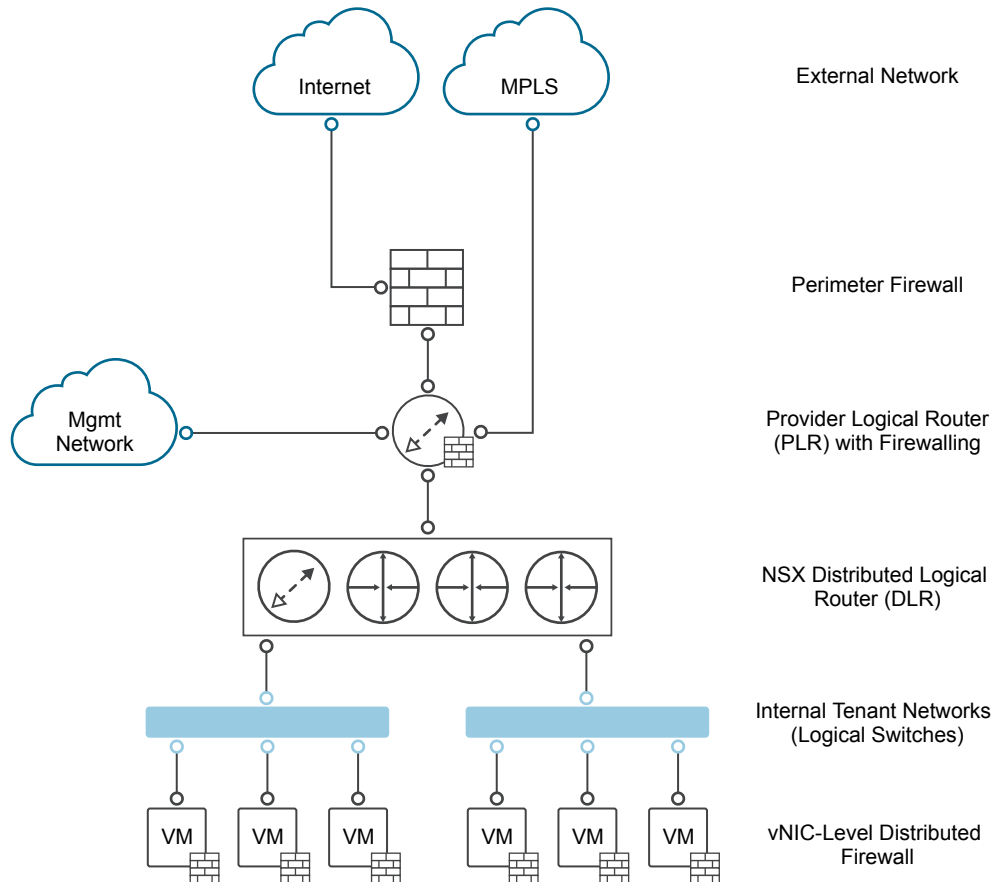 Internet
MPLS
External Network
Perimeter Firewall
Mgmt
Network
Provider Logical Router
(PLR) with Firewalling
NSX Distributed Logical
Router (DLR)
Internal Tenant Networks
(Logical Switches)
VM
VM
VM
VM
VM
VM
vNIC-Level Distributed
Firewall